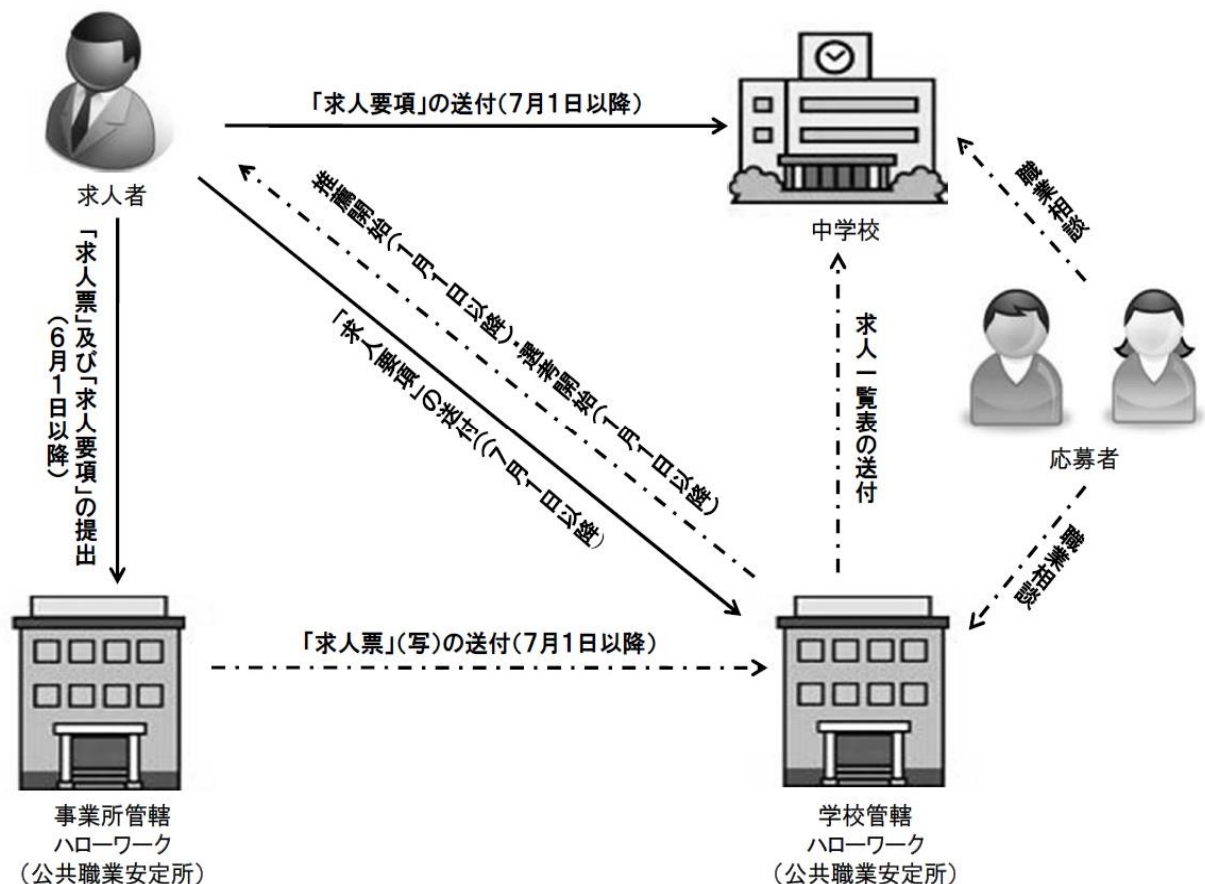 「求人要項」の送付(7月1日以降)
求人者
中学校
職業相談
推薦開始(1月1日以降)・選考開始(1月1日以降)
「求人要項」の送付((7月1日以降)
「求人票」及び「求人要項」の提出
(6月1日以降)
求人一覧表の送付
応募者
職業相談
「求人票」(写)の送付(7月1日以降)
事業所管轄
ハローワーク
(公共職業安定所)
学校管轄
ハローワーク
(公共職業安定所)